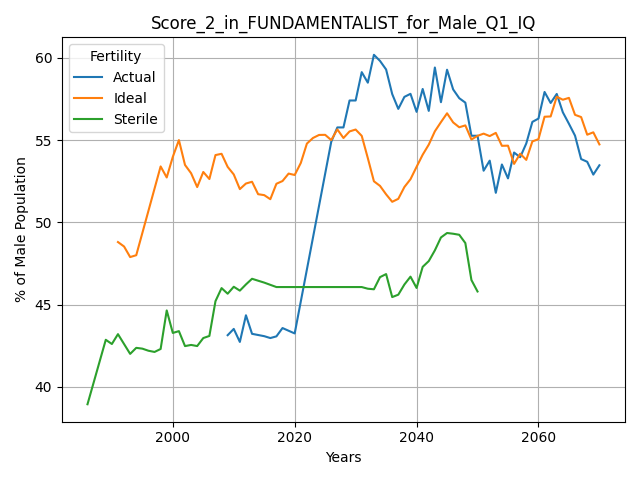 Score_2_in_FUNDAMENTALIST_for_Male_Q1_IQ
Fertility
Actual
Ideal
Sterile
% of Male Population
60
55
50
45
40
2000 2020 2040 2060
Years